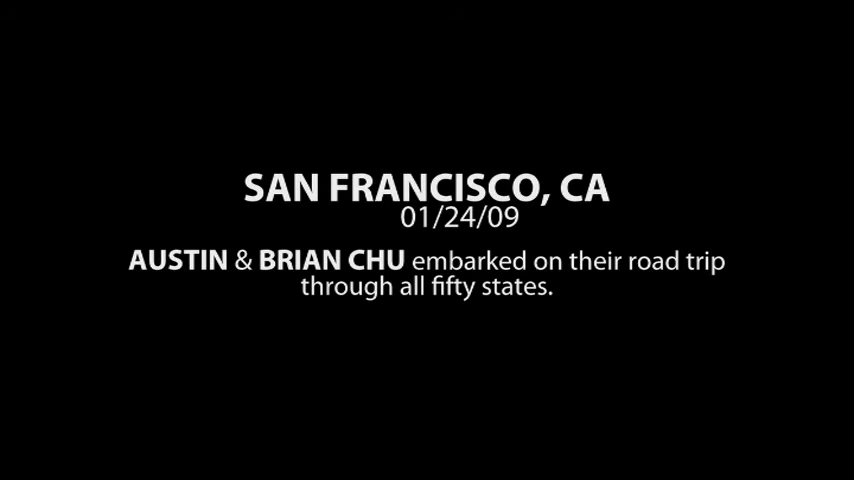 SAN FRANCISCO, CA
01/24/09
AUSTIN & BRIAN CHU embarked on their road trip
through all fifty states.